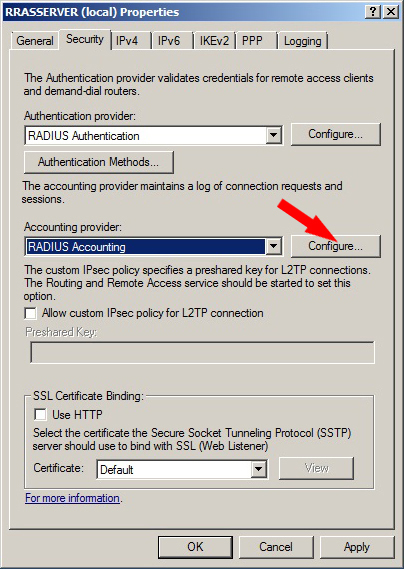 RRASSERVER (local) Properties
General Security IPv4 IPv6 IKEv2 PPP Logging
The Authentication provider validates credentials for remote access clients
and demand-dial routers.
Authentication provider:
RADIUS Authentication Configure...
Authentication Methods...
The accounting provider maintains a log of connection requests and
sessions.
Accounting provider:
RADIUS Accounting Configure...
The custom IPsec policy specifies a preshared key for L2TP connections.
The Routing and Remote Access service should be started to set this
option.
Allow custom IPsec policy for L2TP connection
Preshared Key:
SSL Certificate Binding:
Use HTTP
Select the certificate the Secure Socket Tunneling Protocol (SSTP)
server should use to bind with SSL (Web Listener)
Certificate: Default View
For more information.
OK Cancel Apply